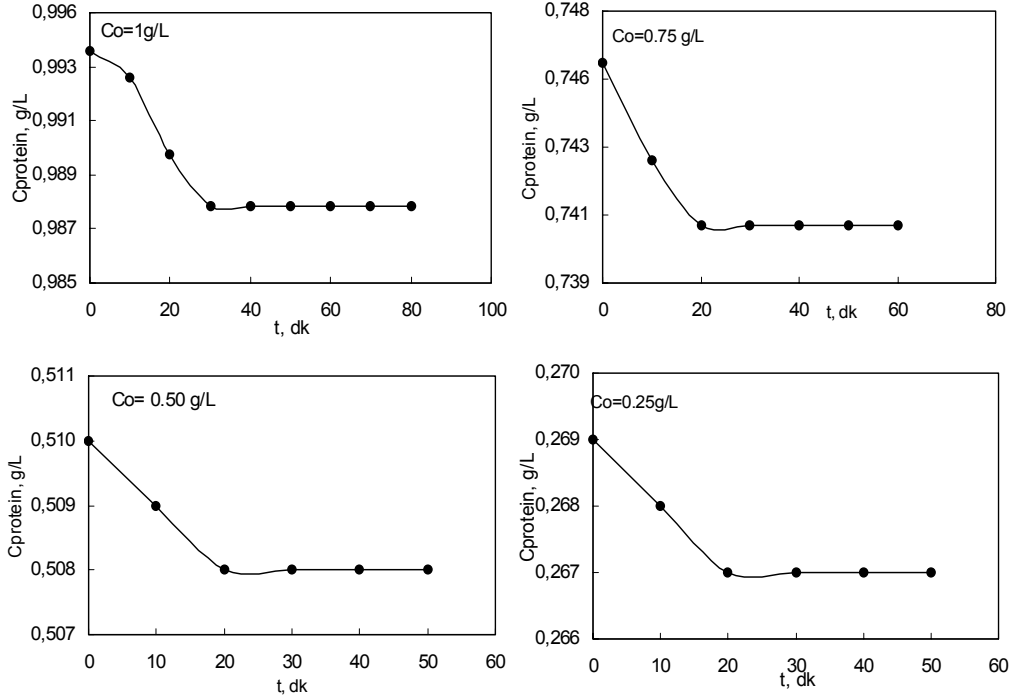 0,996
Co=1g/L
0,993
0,991
0,989
0,987
0,985
Cprotein, g/L
0 20 40 60 80 100
t, dk
0,748
Co=0.75 g/L
0,746
0,743
0,741
0,739
Cprotein, g/L
0 20 40 60 80
t, dk
0,511
Co= 0.50 g/L
0,510
0,509
0,508
0,507
Cprotein, g/L
0 10 20 30 40 50 60
t, dk
0,270
Co=0.25g/L
0,269
0,268
0,267
0,266
Cprotein, g/L
0 10 20 30 40 50 60
t, dk